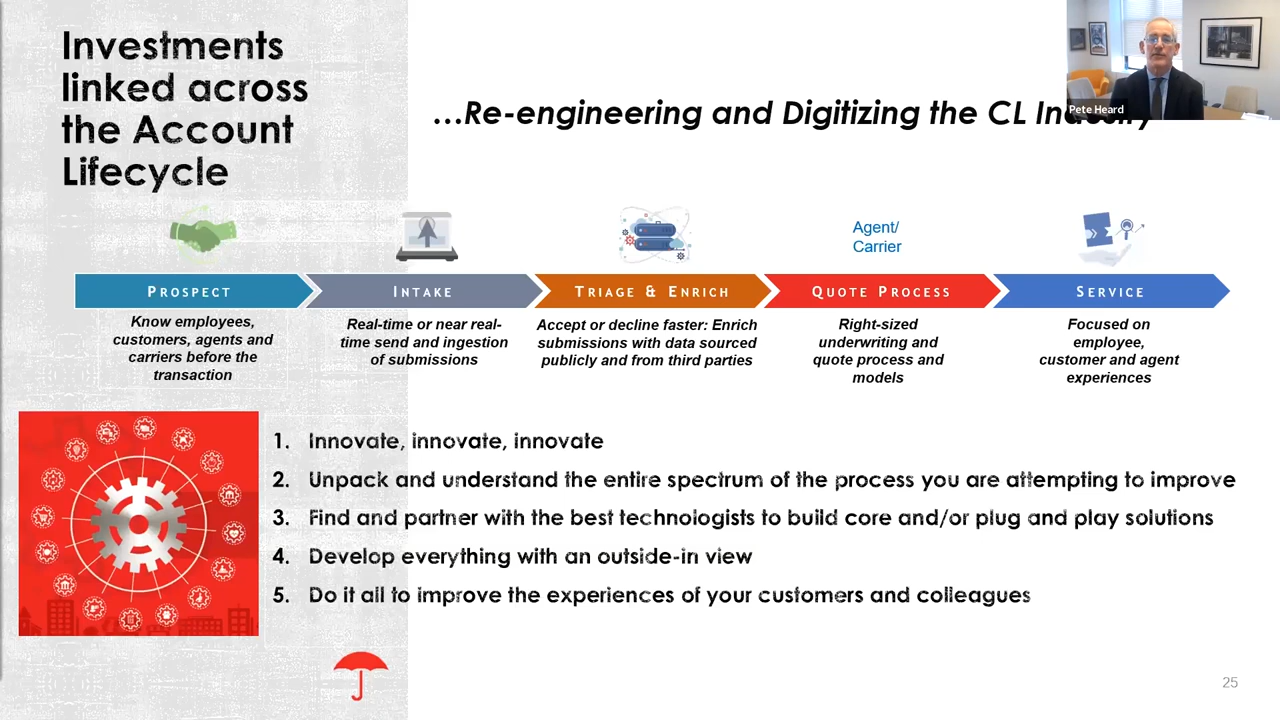 Investments
linked across
the Account
Lifecycle
…Re-engineering and Digitizing the CL Industry
Pete Heard
Agent/
Carrier
PROSPECT
INTAKE
TRIAGE & ENRICH
QUOTE PROCESS
SERVICE
Know employees,
customers, agents and
carriers before the
transaction
Real-time or near real-
time send and ingestion
of submissions
Accept or decline faster: Enrich
submissions with data sourced
publicly and from third parties
Right-sized
underwriting and
quote process and
models
Focused on
employee,
customer and agent
experiences
1. Innovate, innovate, innovate
2. Unpack and understand the entire spectrum of the process you are attempting to improve
3. Find and partner with the best technologists to build core and/or plug and play solutions
4. Develop everything with an outside-in view
5. Do it all to improve the experiences of your customers and colleagues
25